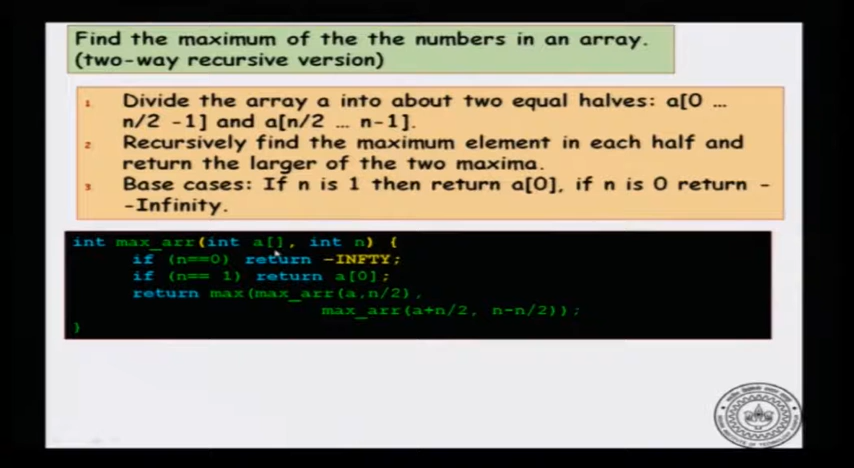 Find the maximum of the the numbers in an array.
(two-way recursive version)
1 Divide the array a into about two equal halves: a[0 …
n/2 -1] and a[n/2 … n-1].
2 Recursively find the maximum element in each half and
return the larger of the two maxima.
3 Base cases: If n is 1 then return a[0], if n is 0 return -
-Infinity.
int max_arr(int a[], int n) {
if (n==0) return -INFTY;
if (n== 1) return a[0];
return max(max_arr(a,n/2),
max_arr(a+n/2, n-n/2));
}